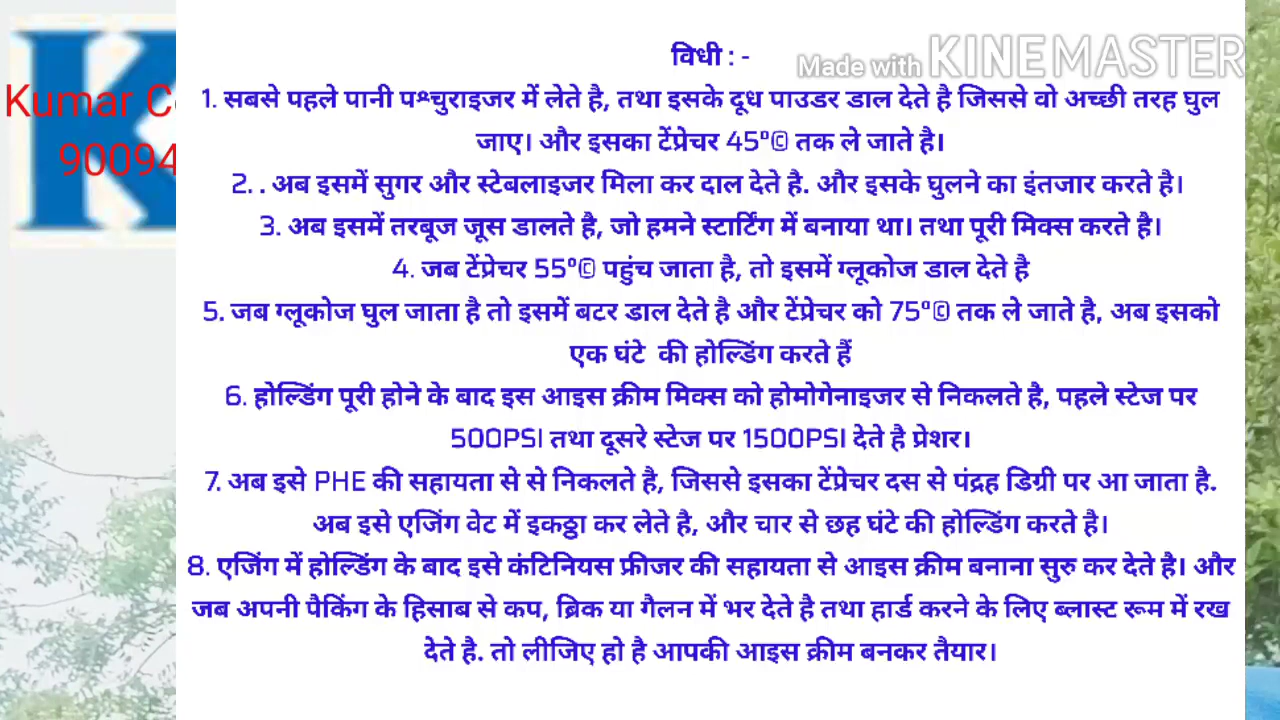 विधी : -
Made with KINEMASTER
Kumar C
90094
1. सबसे पहले पानी पश्चुराइजर में लेते है, तथा इसके दूध पाउडर डाल देते है जिससे वो अच्छी तरह घुल
जाए। और इसका टेंप्रेचर 45°© तक ले जाते है।
2. . अब इसमें सुगर और स्टेबलाइजर मिला कर दाल देते है. और इसके घुलने का इंतजार करते है।
3. अब इसमें तरबूज जूस डालते है, जो हमने स्टार्टिंग में बनाया था। तथा पूरी मिक्स करते है।
4. जब टेंप्रेचर 55°© पहुंच जाता है, तो इसमें ग्लूकोज डाल देते है
5. जब ग्लूकोज घुल जाता है तो इसमें बटर डाल देते है और टेंप्रेचर को 75°© तक ले जाते है, अब इसको
एक घंटे की होल्डिंग करते हैं
6. होल्डिंग पूरी होने के बाद इस आइस क्रीम मिक्स को होमोगेनाइजर से निकलते है, पहले स्टेज पर
500PSI तथा दूसरे स्टेज पर 1500PSI देते है प्रेशर।
7. अब इसे PHE की सहायता से से निकलते है, जिससे इसका टेंप्रेचर दस से पंद्रह डिग्री पर आ जाता है.
अब इसे एजिंग वेट में इकठ्ठा कर लेते है, और चार से छह घंटे की होल्डिंग करते है।
8. एजिंग में होल्डिंग के बाद इसे कंटिनियस फ्रीजर की सहायता से आइस क्रीम बनाना सुरु कर देते है। और
जब अपनी पैकिंग के हिसाब से कप, ब्रिक या गैलन में भर देते है तथा हार्ड करने के लिए ब्लास्ट रूम में रख
देते है. तो लीजिए हो है आपकी आइस क्रीम बनकर तैयार।